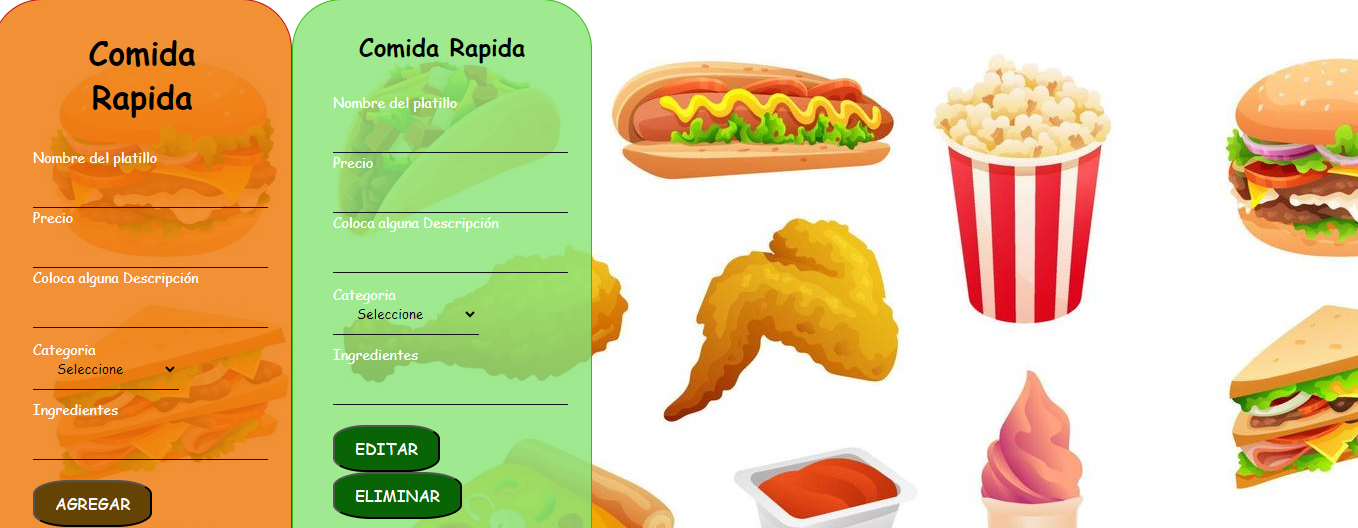 Comida
Rapida
Nombre del platillo
Precio
Coloca alguna Descripción
Categoria
Seleccione
Ingredientes
AGREGAR
Comida Rapida
Nombre del platillo
Precio
Coloca alguna Descripción
Categoria
Seleccione
Ingredientes
EDITAR
ELIMINAR